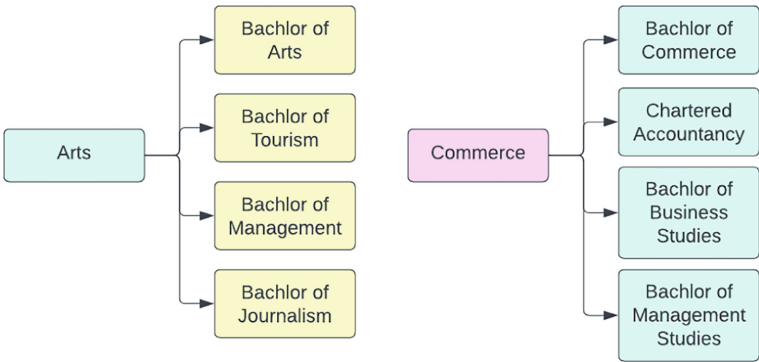 Arts
Bachlor of
Arts
Bachlor of
Tourism
Bachlor of
Management
Bachlor of
Journalism
Commerce
Bachlor of
Commerce
Chartered
Accountancy
Bachlor of
Business
Studies
Bachlor of
Management
Studies